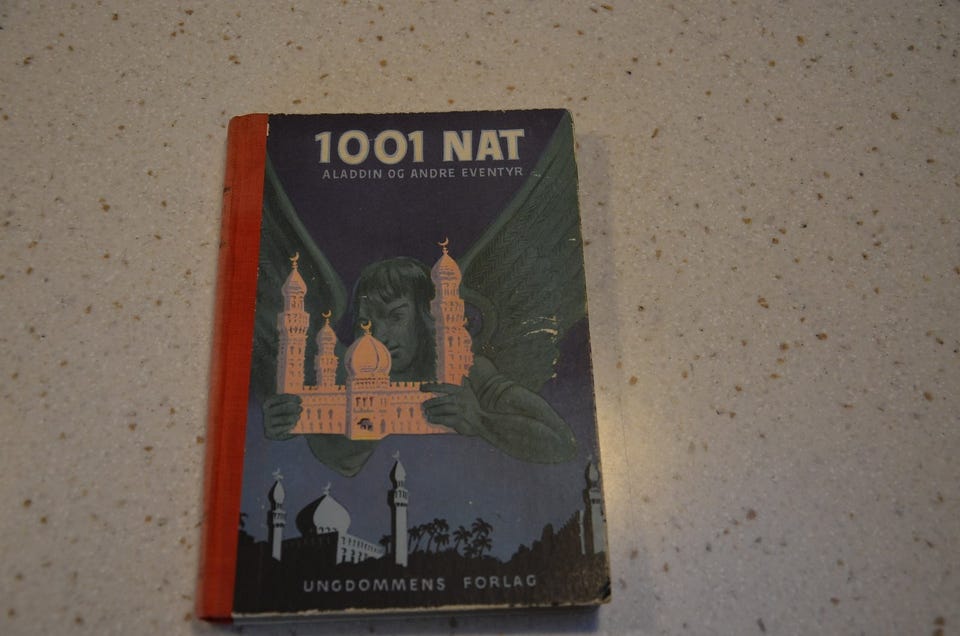 1001 NAT
ALADDIN OG ANDRE EVENTYR
UNGDOMMENS FORLAG